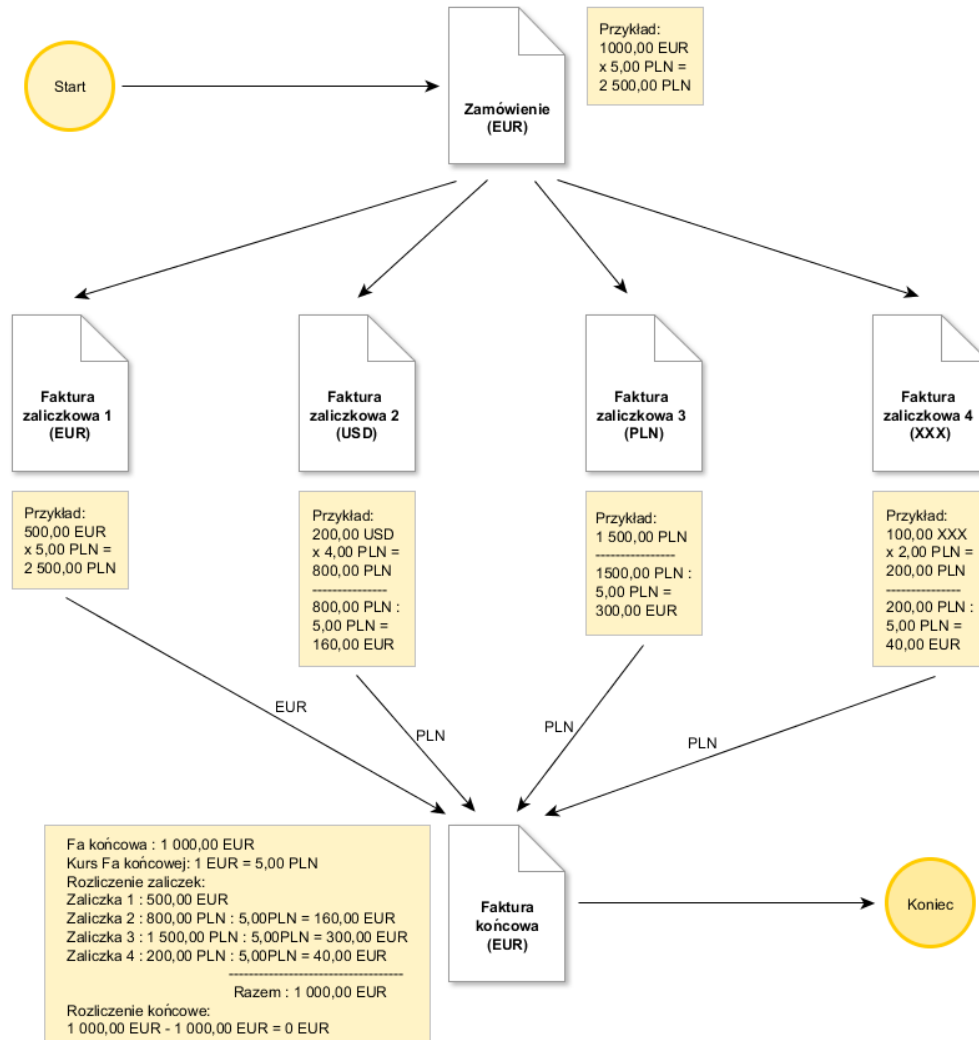 Start
Zamówienie
(EUR)
Przykład:
1000,00 EUR
x 5,00 PLN =
2 500,00 PLN
Faktura
zaliczkowa 1
(EUR)
Faktura
zaliczkowa 2
(USD)
Faktura
zaliczkowa 3
(PLN)
Faktura
zaliczkowa 4
(XXX)
Przykład:
500,00 EUR
x 5,00 PLN =
2 500,00 PLN
Przykład:
200,00 USD
x 4,00 PLN =
800,00 PLN
---------------
800,00 PLN :
5,00 PLN =
160,00 EUR
Przykład:
1 500,00 PLN
----------------
1500,00 PLN :
5,00 PLN =
300,00 EUR
Przykład:
100,00 XXX
x 2,00 PLN =
200,00 PLN
---------------
200,00 PLN :
5,00 PLN =
40,00 EUR
EUR
PLN
PLN
PLN
Fa końcowa : 1 000,00 EUR
Kurs Fa końcowej: 1 EUR = 5,00 PLN
Rozliczenie zaliczek:
Zaliczka 1 : 500,00 EUR
Zaliczka 2 : 800,00 PLN : 5,00PLN = 160,00 EUR
Zaliczka 3 : 1 500,00 PLN : 5,00PLN = 300,00 EUR
Zaliczka 4 : 200,00 PLN : 5,00PLN = 40,00 EUR
-----------------------------------
Razem : 1 000,00 EUR
Rozliczenie końcowe:
1 000,00 EUR - 1 000,00 EUR = 0 EUR
Faktura
końcowa
(EUR)
Koniec